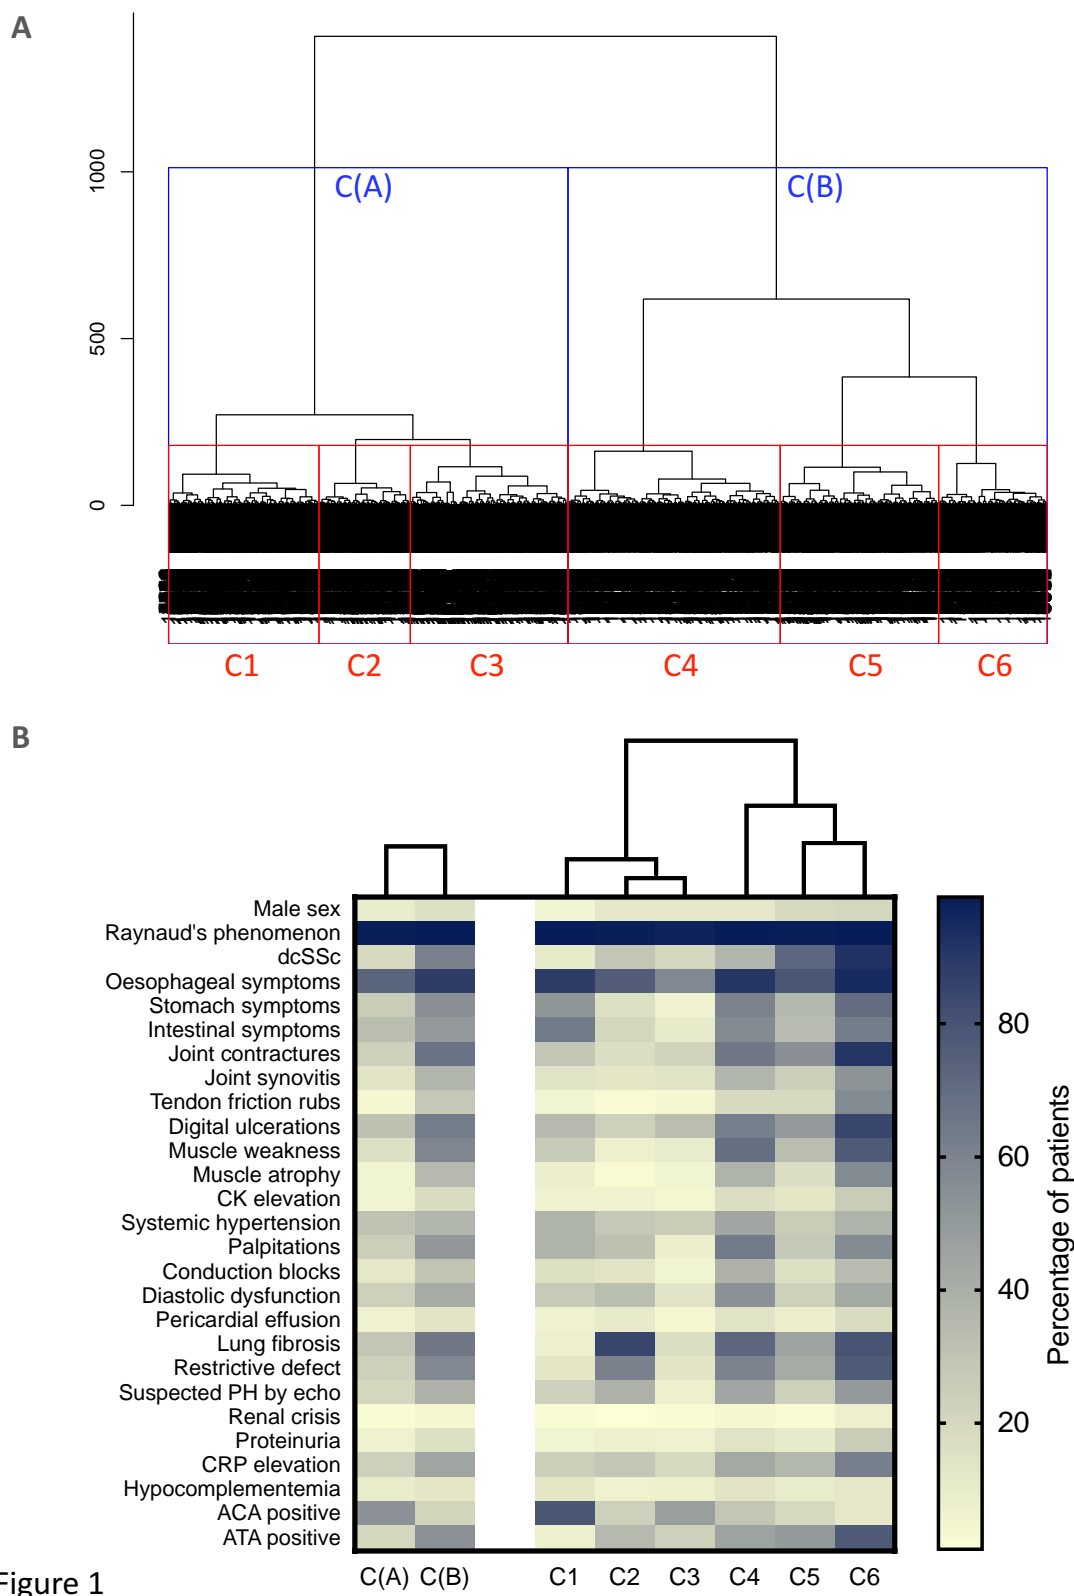 A
1000
500
0
C(A)
C(B)
C1
C2
C3
C4
C5
C6
B
Male sex
Raynaud's phenomenon
dcSSc
Oesophageal symptoms
Stomach symptoms
Intestinal symptoms
Joint contractures
Joint synovitis
Tendon friction rubs
Digital ulcerations
Muscle weakness
Muscle atrophy
CK elevation
Systemic hypertension
Palpitations
Conduction blocks
Diastolic dysfunction
Pericardial effusion
Lung fibrosis
Restrictive defect
Suspected PH by echo
Renal crisis
Proteinuria
CRP elevation
Hypocomplementemia
ACA positive
ATA positive
C(A) C(B) C1 C2 C3 C4 C5 C6
80
60
40
20
Percentage of patients
Figure 1